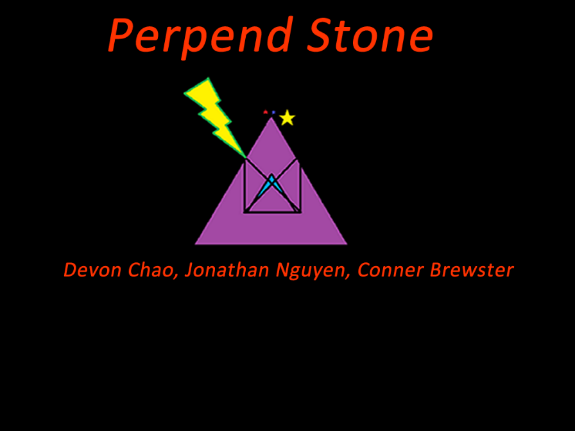 Perpend Stone
Devon Chao, Jonathan Nguyen, Conner Brewster